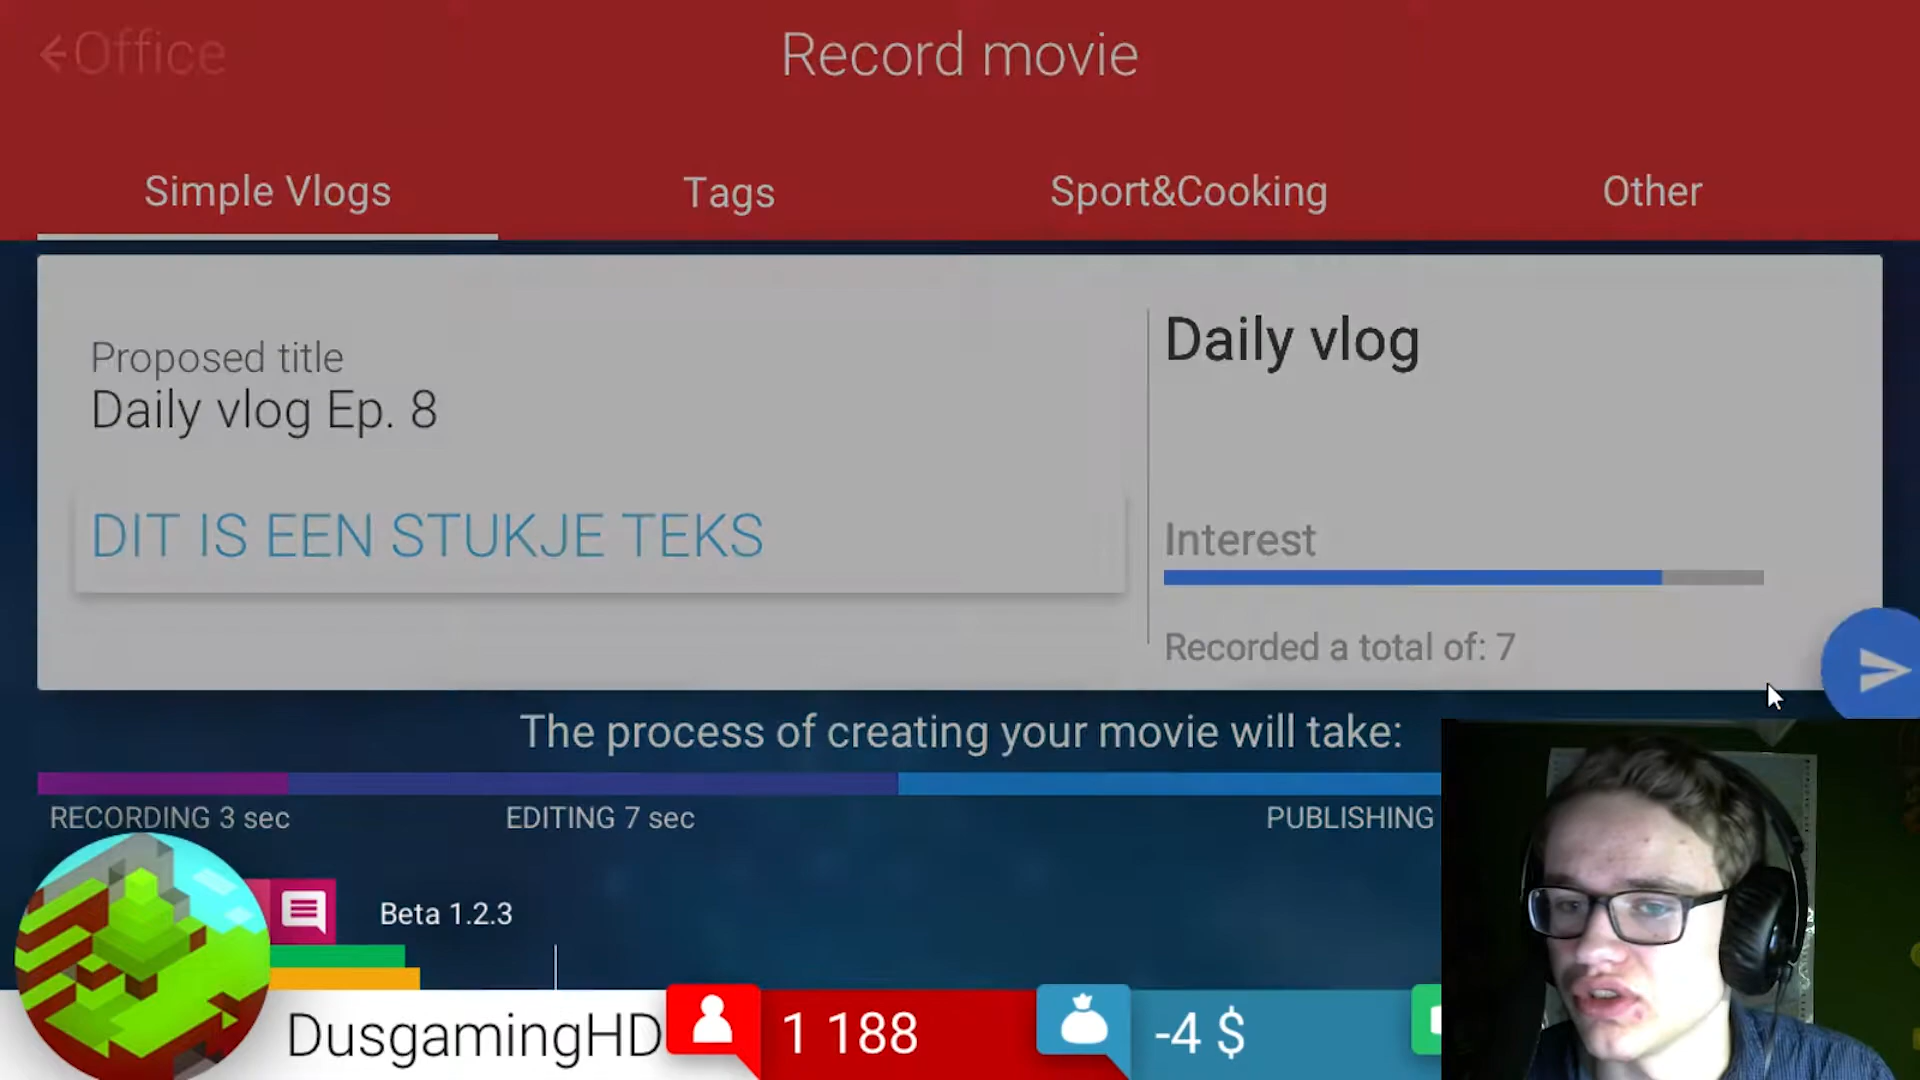 Office
Record movie
Simple Vlogs
Tags
Sport&Cooking
Other
Proposed title
Daily vlog Ep. 8
DIT IS EEN STUKJE TEKS
Daily vlog
Interest
Recorded a total of: 7
The process of creating your movie will take:
RECORDING 3 sec
EDITING 7 sec
PUBLISHING
Beta 1.2.3
DusgamingHD
1 188
-4 $